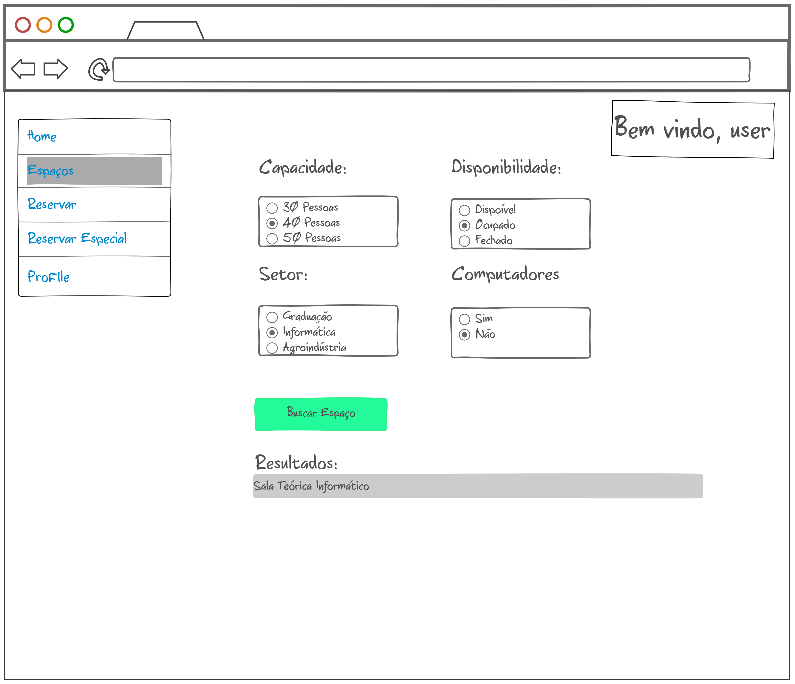 Bem vindo, user
Home
Espaços
Reservar
Reservar Especial
ProFIle
Capacidade:
30 Pessoas
40 Pessoas
50 Pessoas
Disponibilidade:
Dispoível
Ocupado
Fechado
Setor:
Graduação
Informática
Agroindústria
Computadores
Sim
Não
Buscar Espaço
Resultados:
Sala Teórica Informático